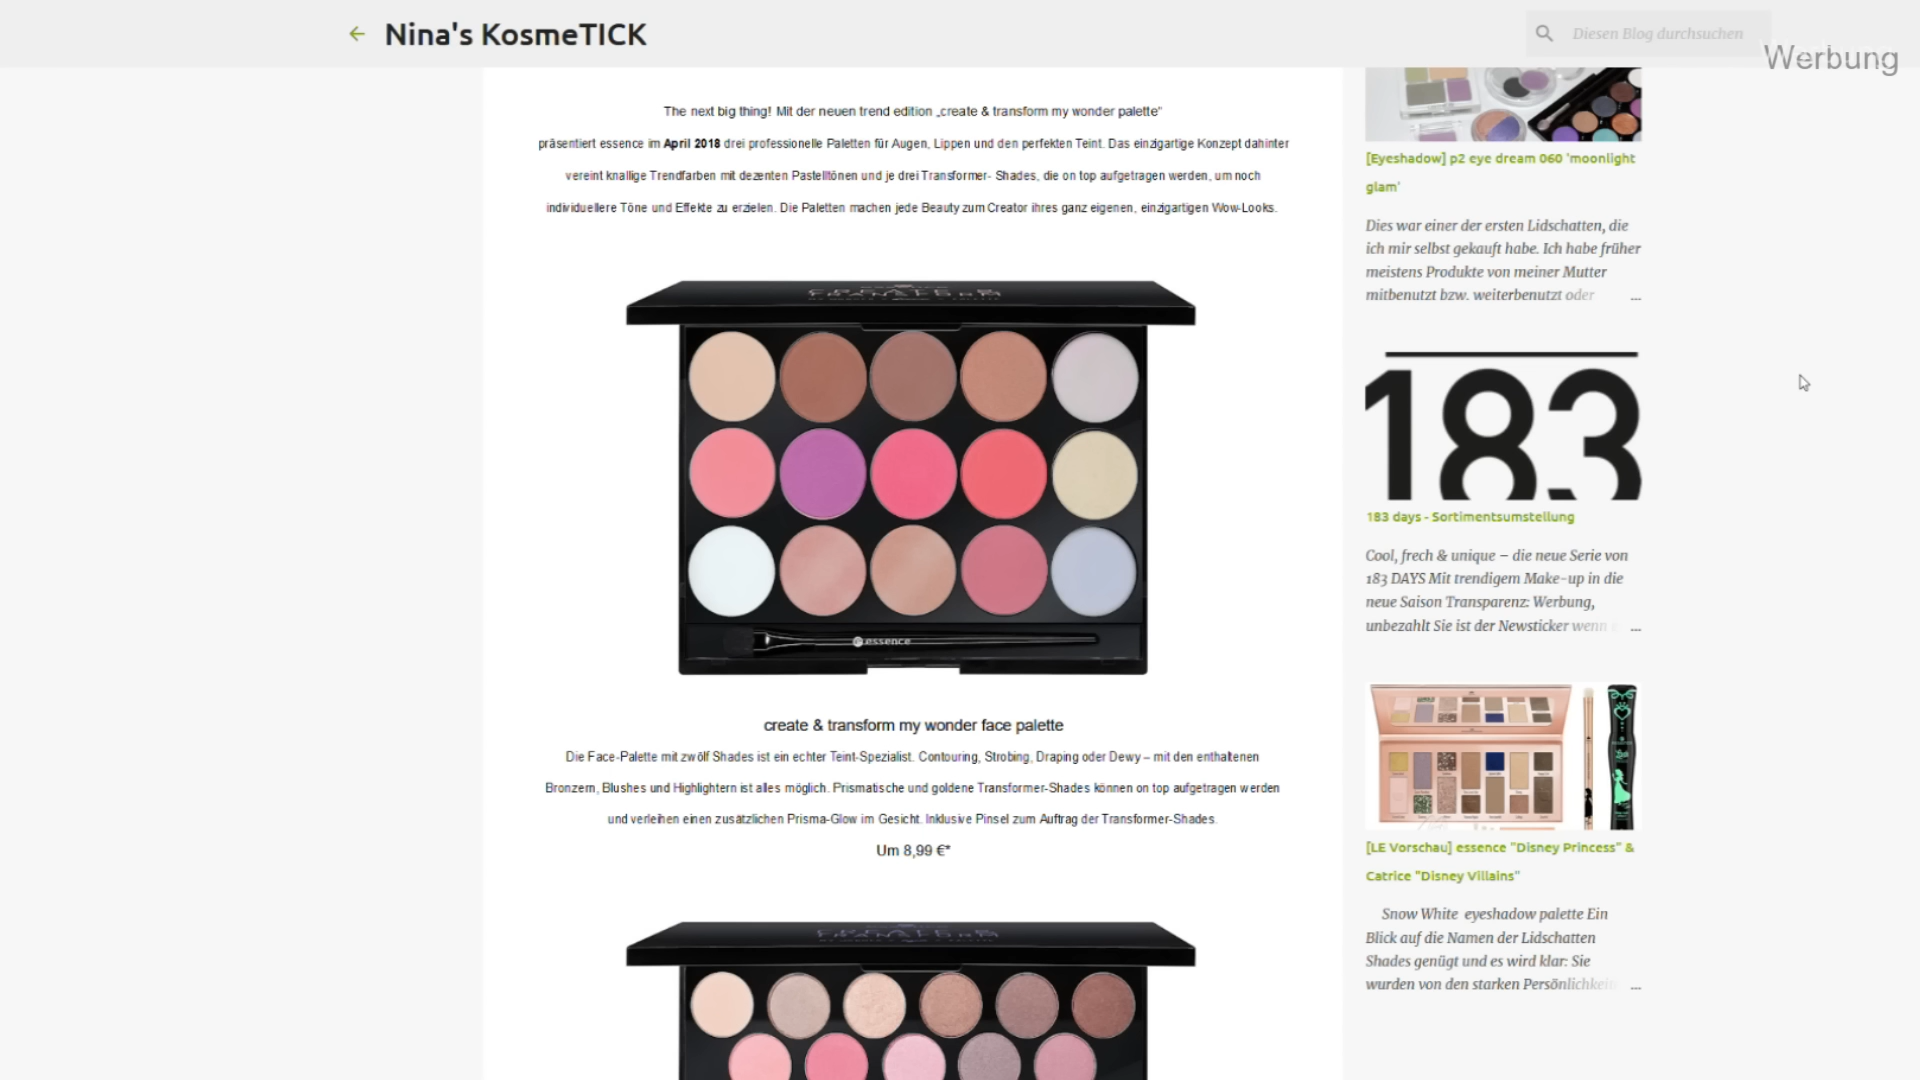 Nina's KosmeTICK
Diesen Blog durchsuchen
Werbung
The next big thing! Mit der neuen trend edition „create & transform my wonder palette"
präsentiert essence im April 2018 drei professionelle Paletten für Augen, Lippen und den perfekten Teint. Das einzigartige Konzept dahinter
vereint knallige Trendfarben mit dezenten Pastelltönen und je drei Transformer- Shades, die on top aufgetragen werden, um noch
individuellere Töne und Effekte zu erzielen. Die Paletten machen jede Beauty zum Creator ihres ganz eigenen, einzigartigen Wow-Looks.
CREATE &
TRANSFORM
essence
create & transform my wonder face palette
Die Face-Palette mit zwölf Shades ist ein echter Teint-Spezialist. Contouring, Strobing, Draping oder Dewy – mit den enthaltenen
Bronzern, Blushes und Highlightern ist alles möglich. Prismatische und goldene Transformer-Shades können on top aufgetragen werden
und verleihen einen zusätzlichen Prisma-Glow im Gesicht. Inklusive Pinsel zum Auftrag der Transformer-Shades.
Um 8,99 €*
CREATE &
TRANSFORM
[Eyeshadow] p2 eye dream 060 'moonlight
glam'
Dies war einer der ersten Lidschatten, die
ich mir selbst gekauft habe. Ich habe früher
meistens Produkte von meiner Mutter
mitbenutzt bzw. weiterbenutzt oder ...
183
183 days - Sortimentsumstellung
Cool, frech & unique – die neue Serie von
183 DAYS Mit trendigem Make-up in die
neue Saison Transparenz: Werbung,
unbezahlt Sie ist der Newsticker wenn ...
[LE Vorschau] essence "Disney Princess" &
Catrice "Disney Villains"
Snow White eyeshadow palette Ein
Blick auf die Namen der Lidschatten
Shades genügt und es wird klar: Sie
wurden von den starken Persönlichkeit ...